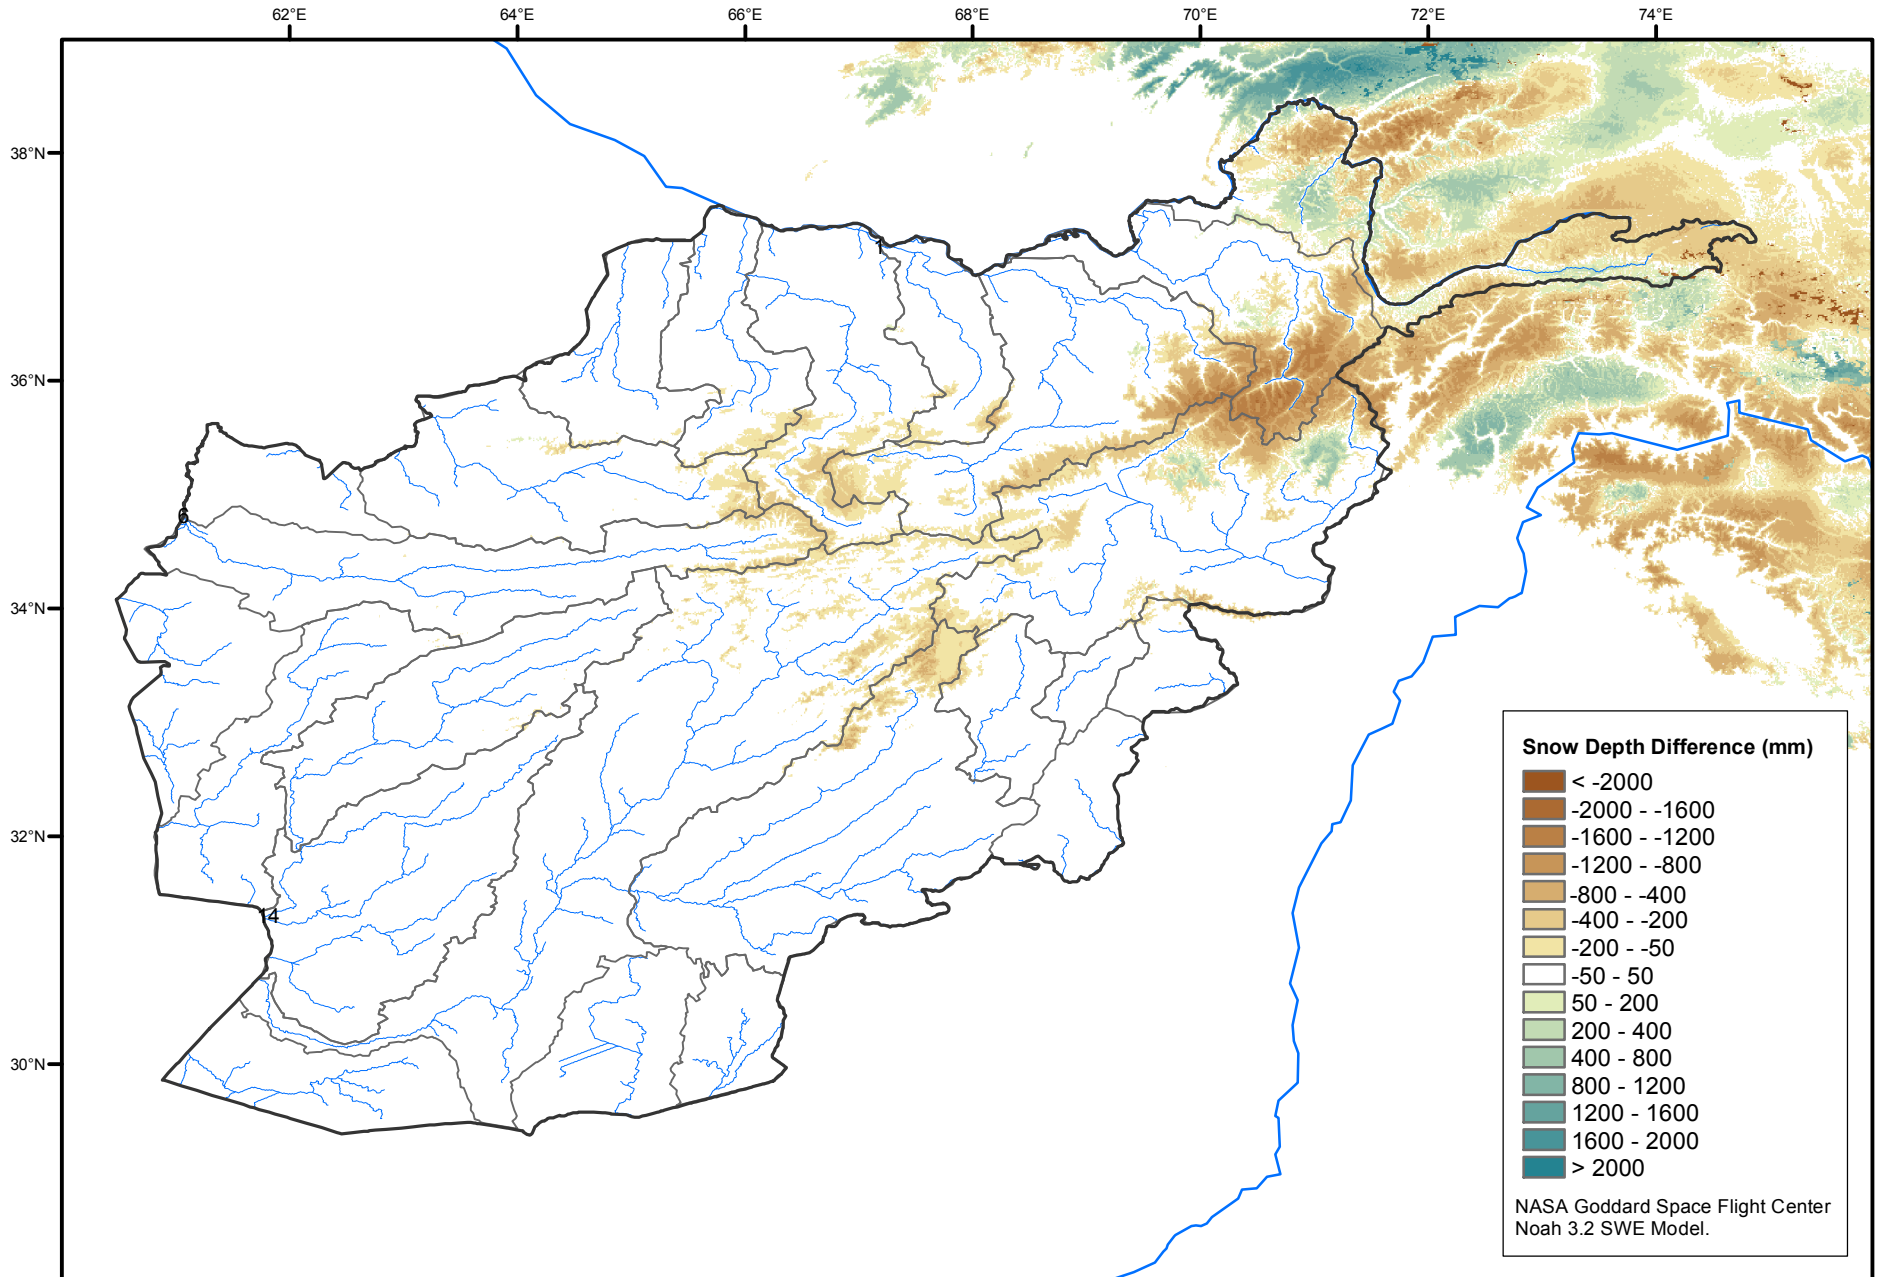 62°E 64°E 66°E 68°E 70°E 72°E 74°E
38°N
1
36°N
6
34°N
32°N
14
30°N
Snow Depth Difference (mm)
< -2000
-2000 - -1600
-1600 - -1200
-1200 - -800
-800 - -400
-400 - -200
-200 - -50
-50 - 50
50 - 200
200 - 400
400 - 800
800 - 1200
1200 - 1600
1600 - 2000
> 2000
NASA Goddard Space Flight Center
Noah 3.2 SWE Model.